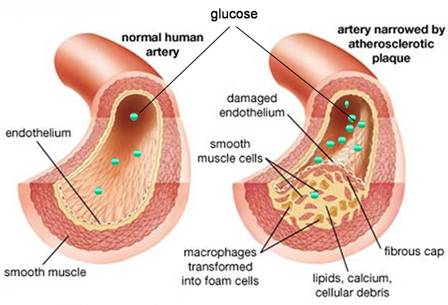 glucose
normal human
artery
artery narrowed by
atherosclerotic
plaque
damaged
endothelium
endothelium
smooth
muscle cells
smooth muscle
macrophages
transformed
into foam cells
fibrous cap
lipids, calcium,
cellular debris